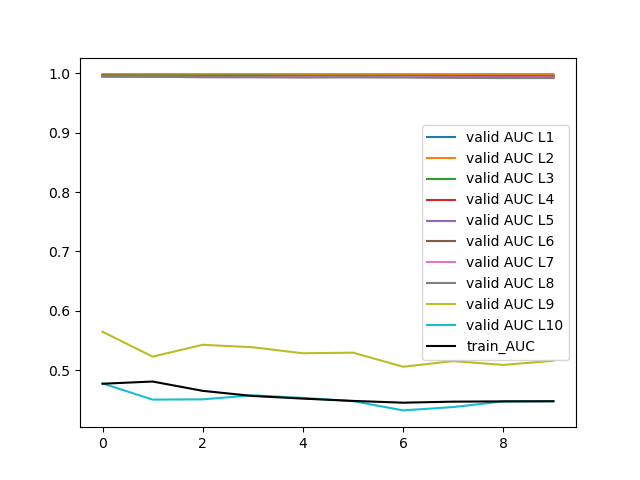 1.0
0.9
0.8
0.7
0.6
0.5
0
2
4
6
8
valid AUC L1
valid AUC L2
valid AUC L3
valid AUC L4
valid AUC L5
valid AUC L6
valid AUC L7
valid AUC L8
valid AUC L9
valid AUC L10
train_AUC